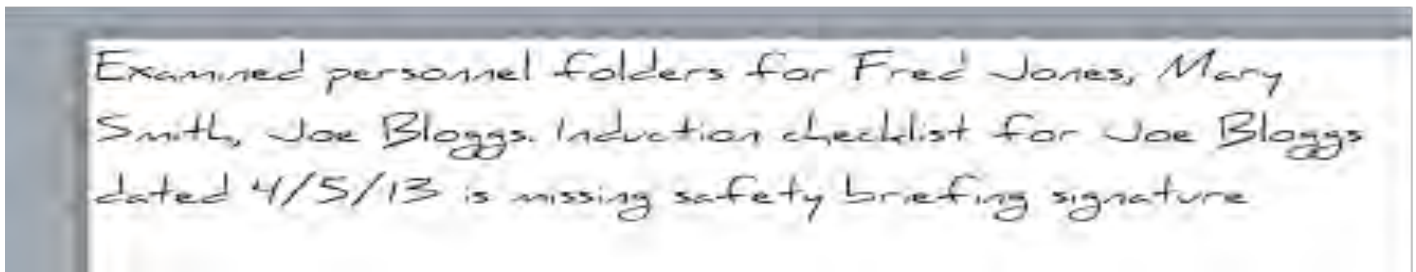 Examined personnel folders for Fred Jones, Mary
Smith, Joe Bloggs. Induction checklist for Joe Bloggs
dated 4/5/13 is missing safety briefing signature